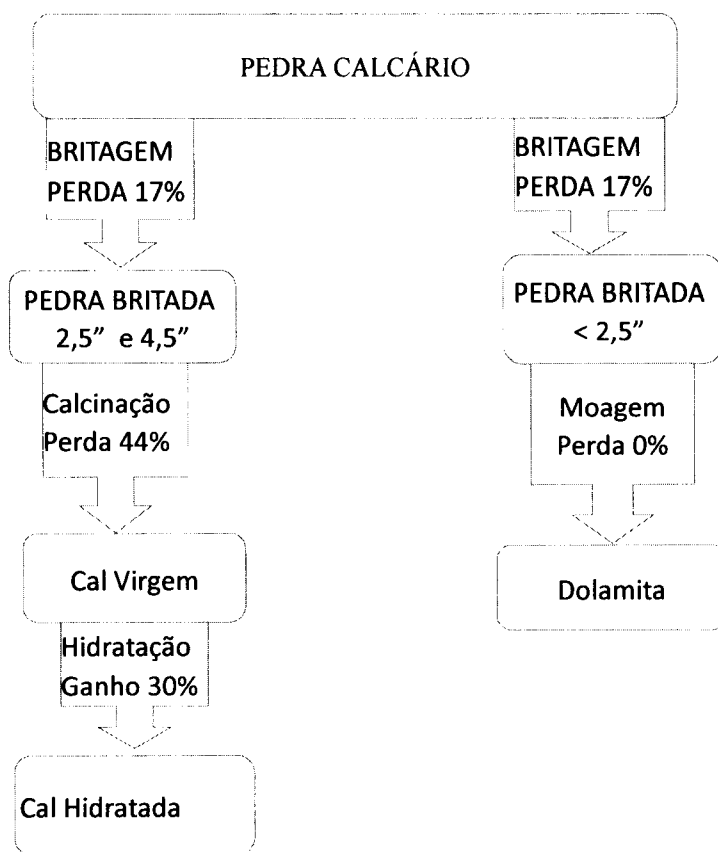 PEDRA CALCÁRIO
BRITAGEM
PERDA 17%
PEDRA BRITADA
2,5” e 4,5”
Calcinação
Perda 44%
Cal Virgem
Hidratação
Ganho 30%
Cal Hidratada
BRITAGEM
PERDA 17%
PEDRA BRITADA
< 2,5”
Moagem
Perda 0%
Dolamita